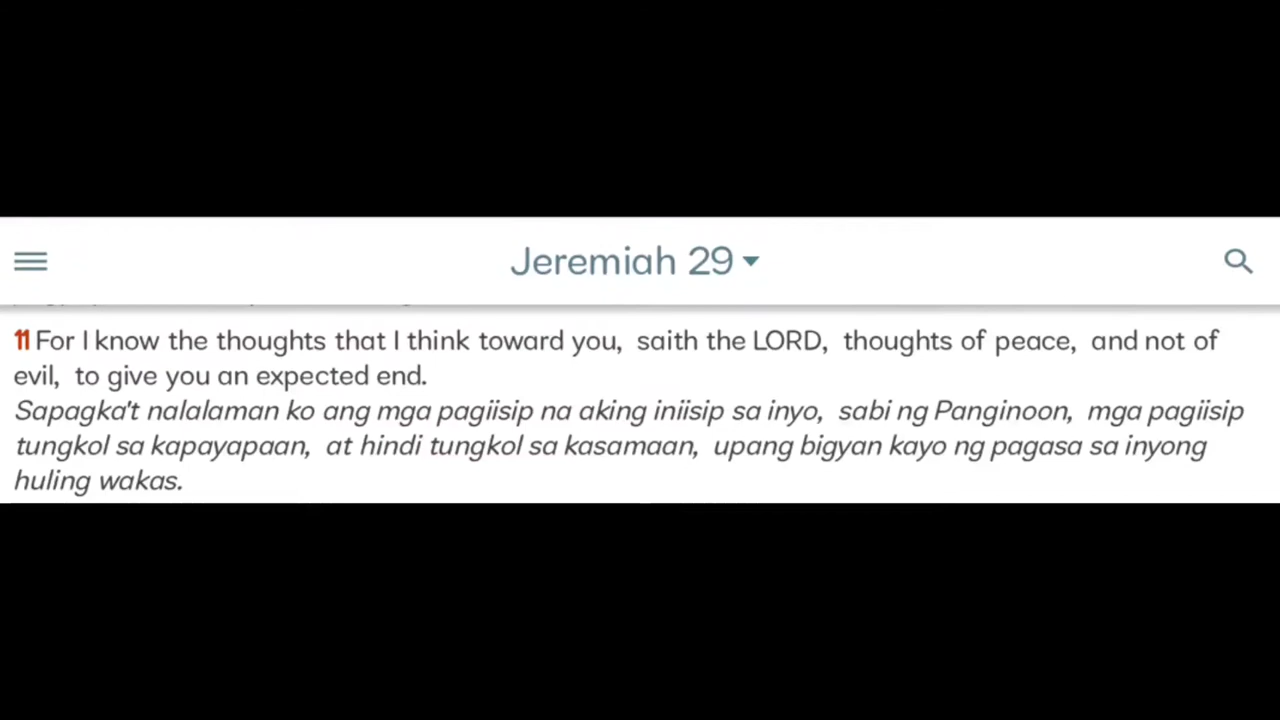 Jeremiah 29
11 For I know the thoughts that I think toward you, saith the LORD, thoughts of peace, and not of
evil, to give you an expected end.
Sapagka't nalalaman ko ang mga pagiisip na aking iniisip sa inyo, sabi ng Panginoon, mga pagiisip
tungkol sa kapayapaan, at hindi tungkol sa kasamaan, upang bigyan kayo ng pagasa sa inyong
huling wakas.